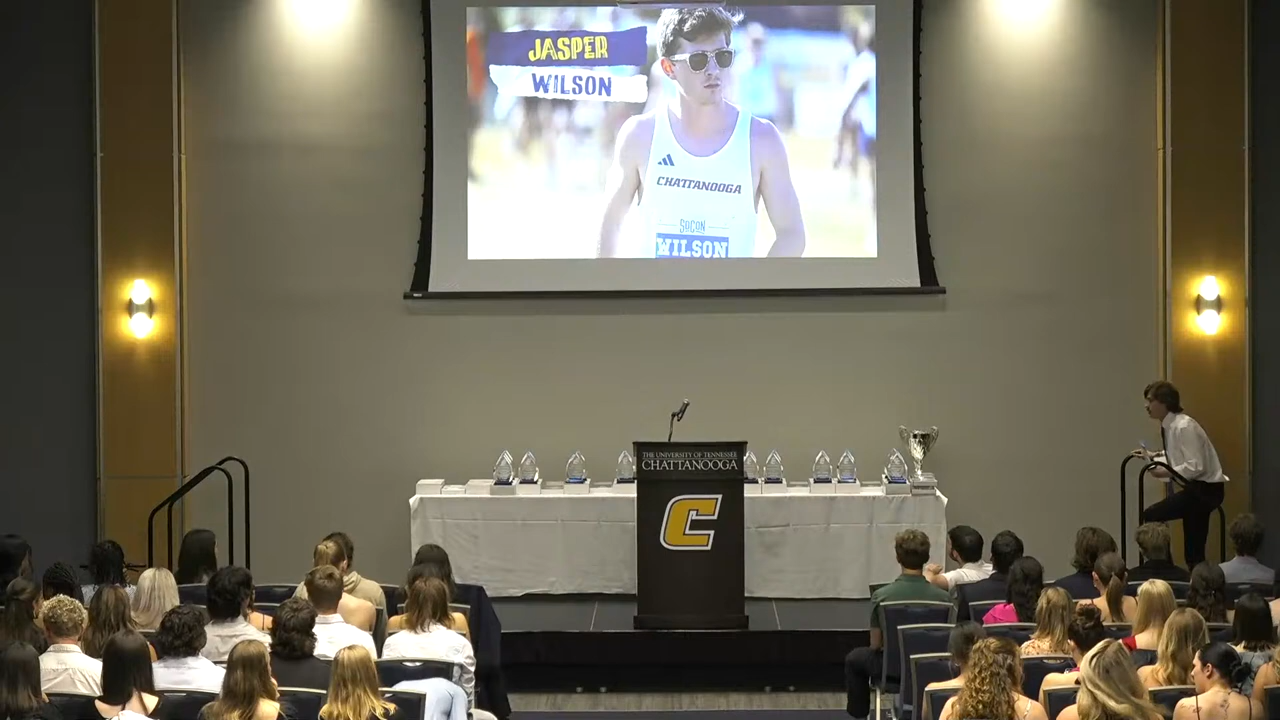 JASPER
WILSON
CHATTANOOGA
SOCON
WILSON
THE UNIVERSITY OF TENNESSEE
CHATTANOOGA
C